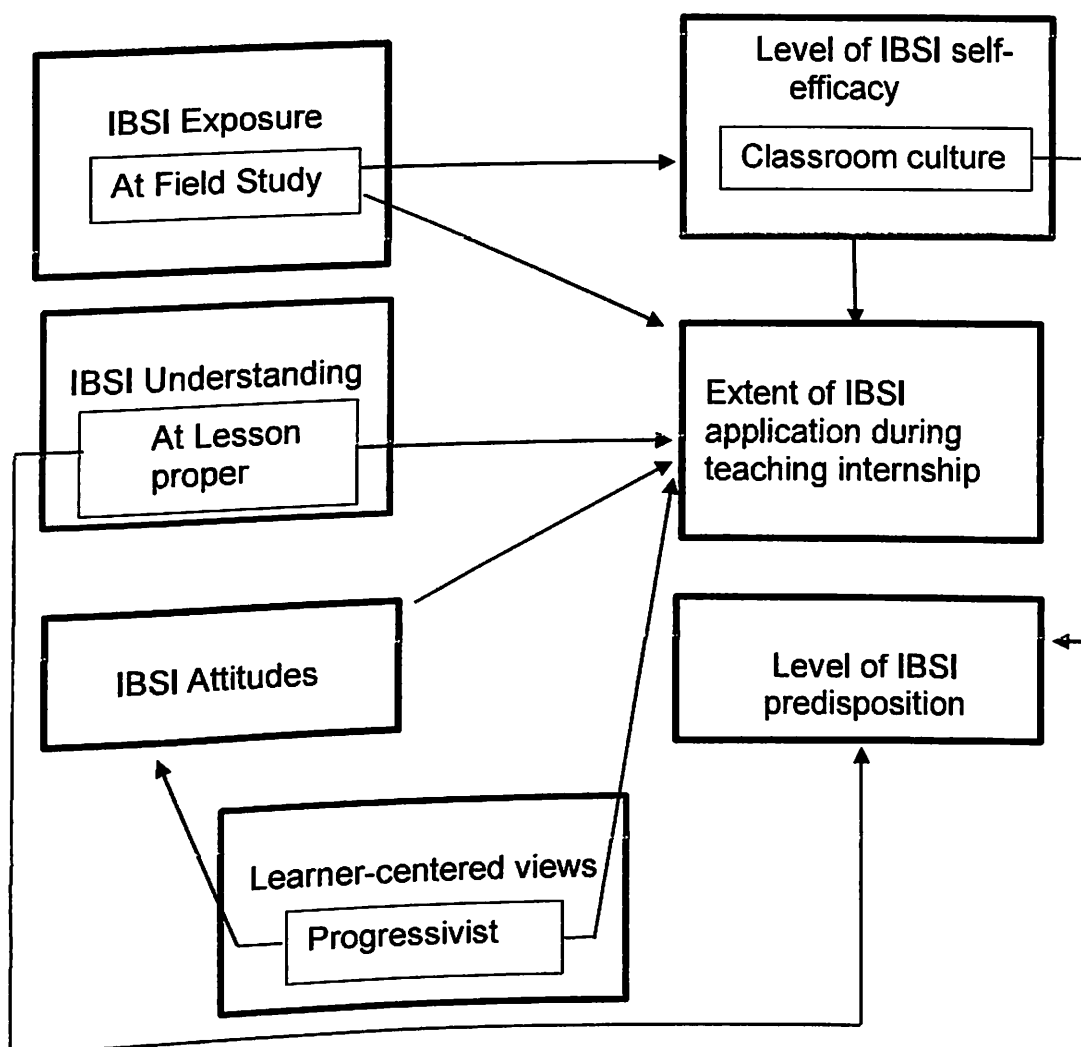 IBSI Exposure
At Field Study
Level of IBSI self-
efficacy
Classroom culture
IBSI Understanding
At Lesson
proper
Extent of IBSI
application during
teaching internship
IBSI Attitudes
Level of IBSI
predisposition
Learner-centered views
Progressivist